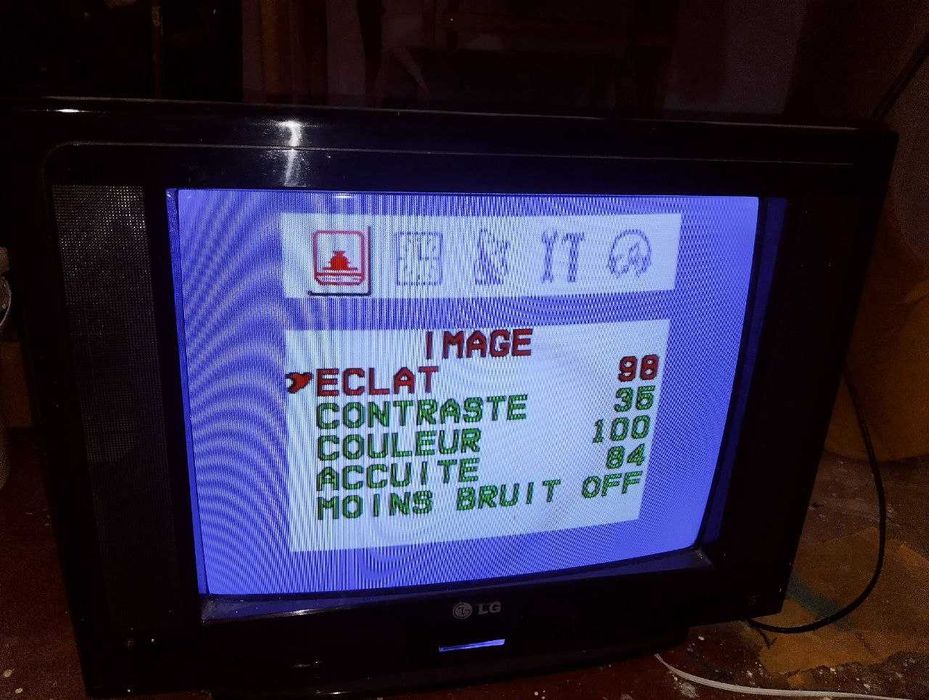 IMAGE
ECLAT 98
CONTRASTE 35
COULEUR 100
ACCUITE 84
MOINS BRUIT OFF
LG